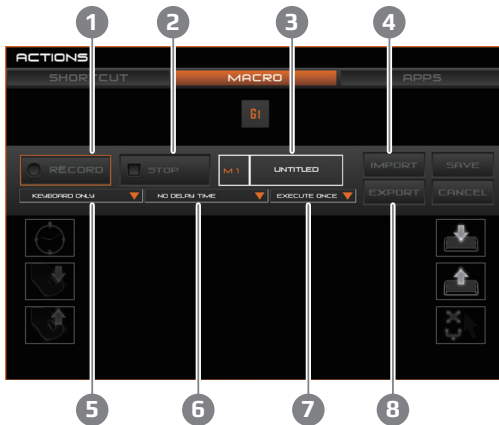 1 2 3 4
ACTIONS
SHORTCUT MACRO APPS
G1
RECORD STOP M1 UNTITLED IMPORT SAVE
KEYBOARD ONLY NO DELAY TIME EXECUTE ONCE EXPORT CANCEL
5 6 7 8